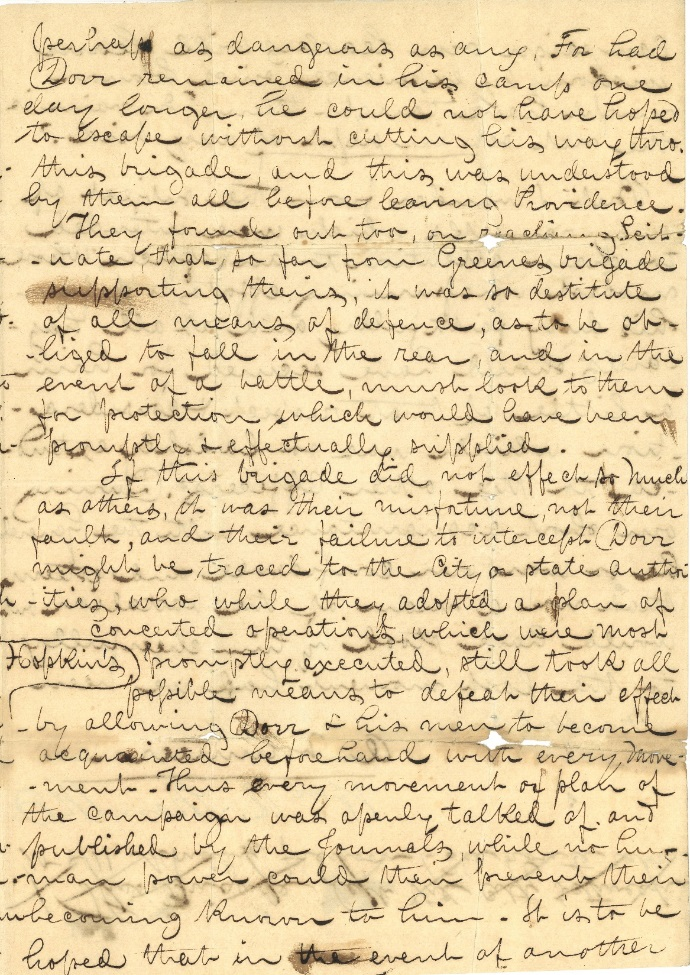 perhaps as dangerous as any. For had
Dorr remained in his camp one
day longer, he could not have hoped
to escape without cutting his way thro.
this brigade, and this was understood
by them all before leaving Providence.
They found out too, on reaching Scit-
-uate, that so far from Greenes brigade
supporting theirs, it was so destitute
of all means of defence, as to be ob-
-liged to fall in the rear, and in the
event of a battle, must look to them
for protection which would have been
promptly & effectually supplied.
If this brigade did not effect so much
as others, it was their misfortune, not their
fault, and their failure to intercept Dorr
might be traced to the City or state author
-ities, who while they adopted a plan of
concerted operations, which were most
Hopkin's promptly executed, still took all
possible means to defeat their effect
-by allowing Dorr & his men to become
acquainted beforehand with every move-
-ment - Thus every movement or plan of
the campaign was openly talked of and
published by the Journals, while no hu-
-man power could then prevent their
becoming known to him - It is to be
hoped that in the event of another